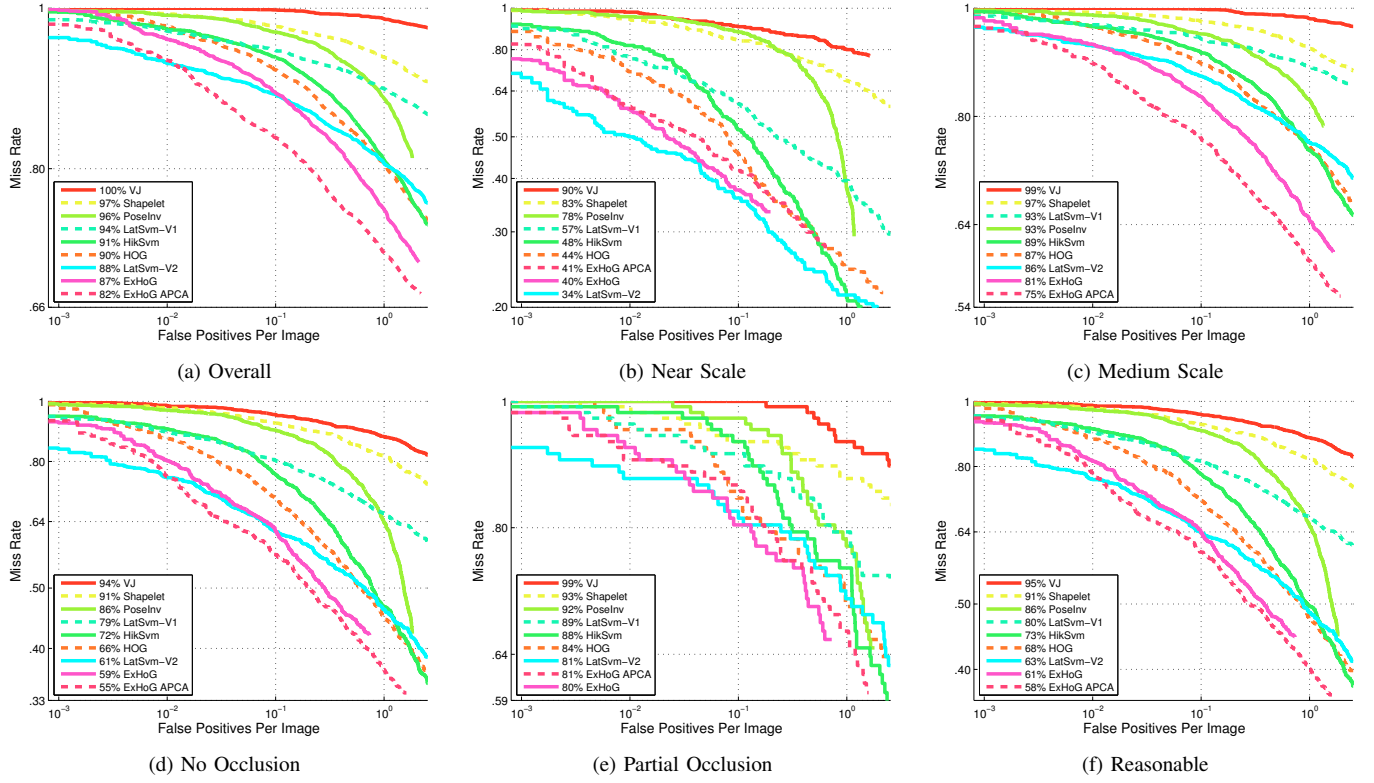 1
.80
.66
Miss Rate
100% VJ
97% Shapelet
96% PoseInv
94% LatSvm-V1
91% HikSvm
90% HOG
88% LatSvm-V2
87% ExHoG
82% ExHoG APCA
10^-3 10^-2 10^-1 10^0
False Positives Per Image
(a) Overall
1
.80
.64
.50
.40
.30
.20
Miss Rate
90% VJ
83% Shapelet
78% PoseInv
57% LatSvm-V1
48% HikSvm
44% HOG
41% ExHoG APCA
40% ExHoG
34% LatSvm-V2
10^-3 10^-2 10^-1 10^0
False Positives Per Image
(b) Near Scale
1
.80
.64
.54
Miss Rate
99% VJ
97% Shapelet
93% LatSvm-V1
93% PoseInv
89% HikSvm
87% HOG
86% LatSvm-V2
81% ExHoG
75% ExHoG APCA
10^-3 10^-2 10^-1 10^0
False Positives Per Image
(c) Medium Scale
1
.80
.64
.50
.40
.33
Miss Rate
94% VJ
91% Shapelet
86% PoseInv
79% LatSvm-V1
72% HikSvm
66% HOG
61% LatSvm-V2
59% ExHoG
55% ExHoG APCA
10^-3 10^-2 10^-1 10^0
False Positives Per Image
(d) No Occlusion
1
.80
.64
.59
Miss Rate
99% VJ
93% Shapelet
92% PoseInv
89% LatSvm-V1
88% HikSvm
84% HOG
81% LatSvm-V2
81% ExHoG APCA
80% ExHoG
10^-3 10^-2 10^-1 10^0
False Positives Per Image
(e) Partial Occlusion
1
.80
.64
.50
.40
Miss Rate
95% VJ
91% Shapelet
86% PoseInv
80% LatSvm-V1
73% HikSvm
68% HOG
63% LatSvm-V2
61% ExHoG
58% ExHoG APCA
10^-3 10^-2 10^-1 10^0
False Positives Per Image
(f) Reasonable